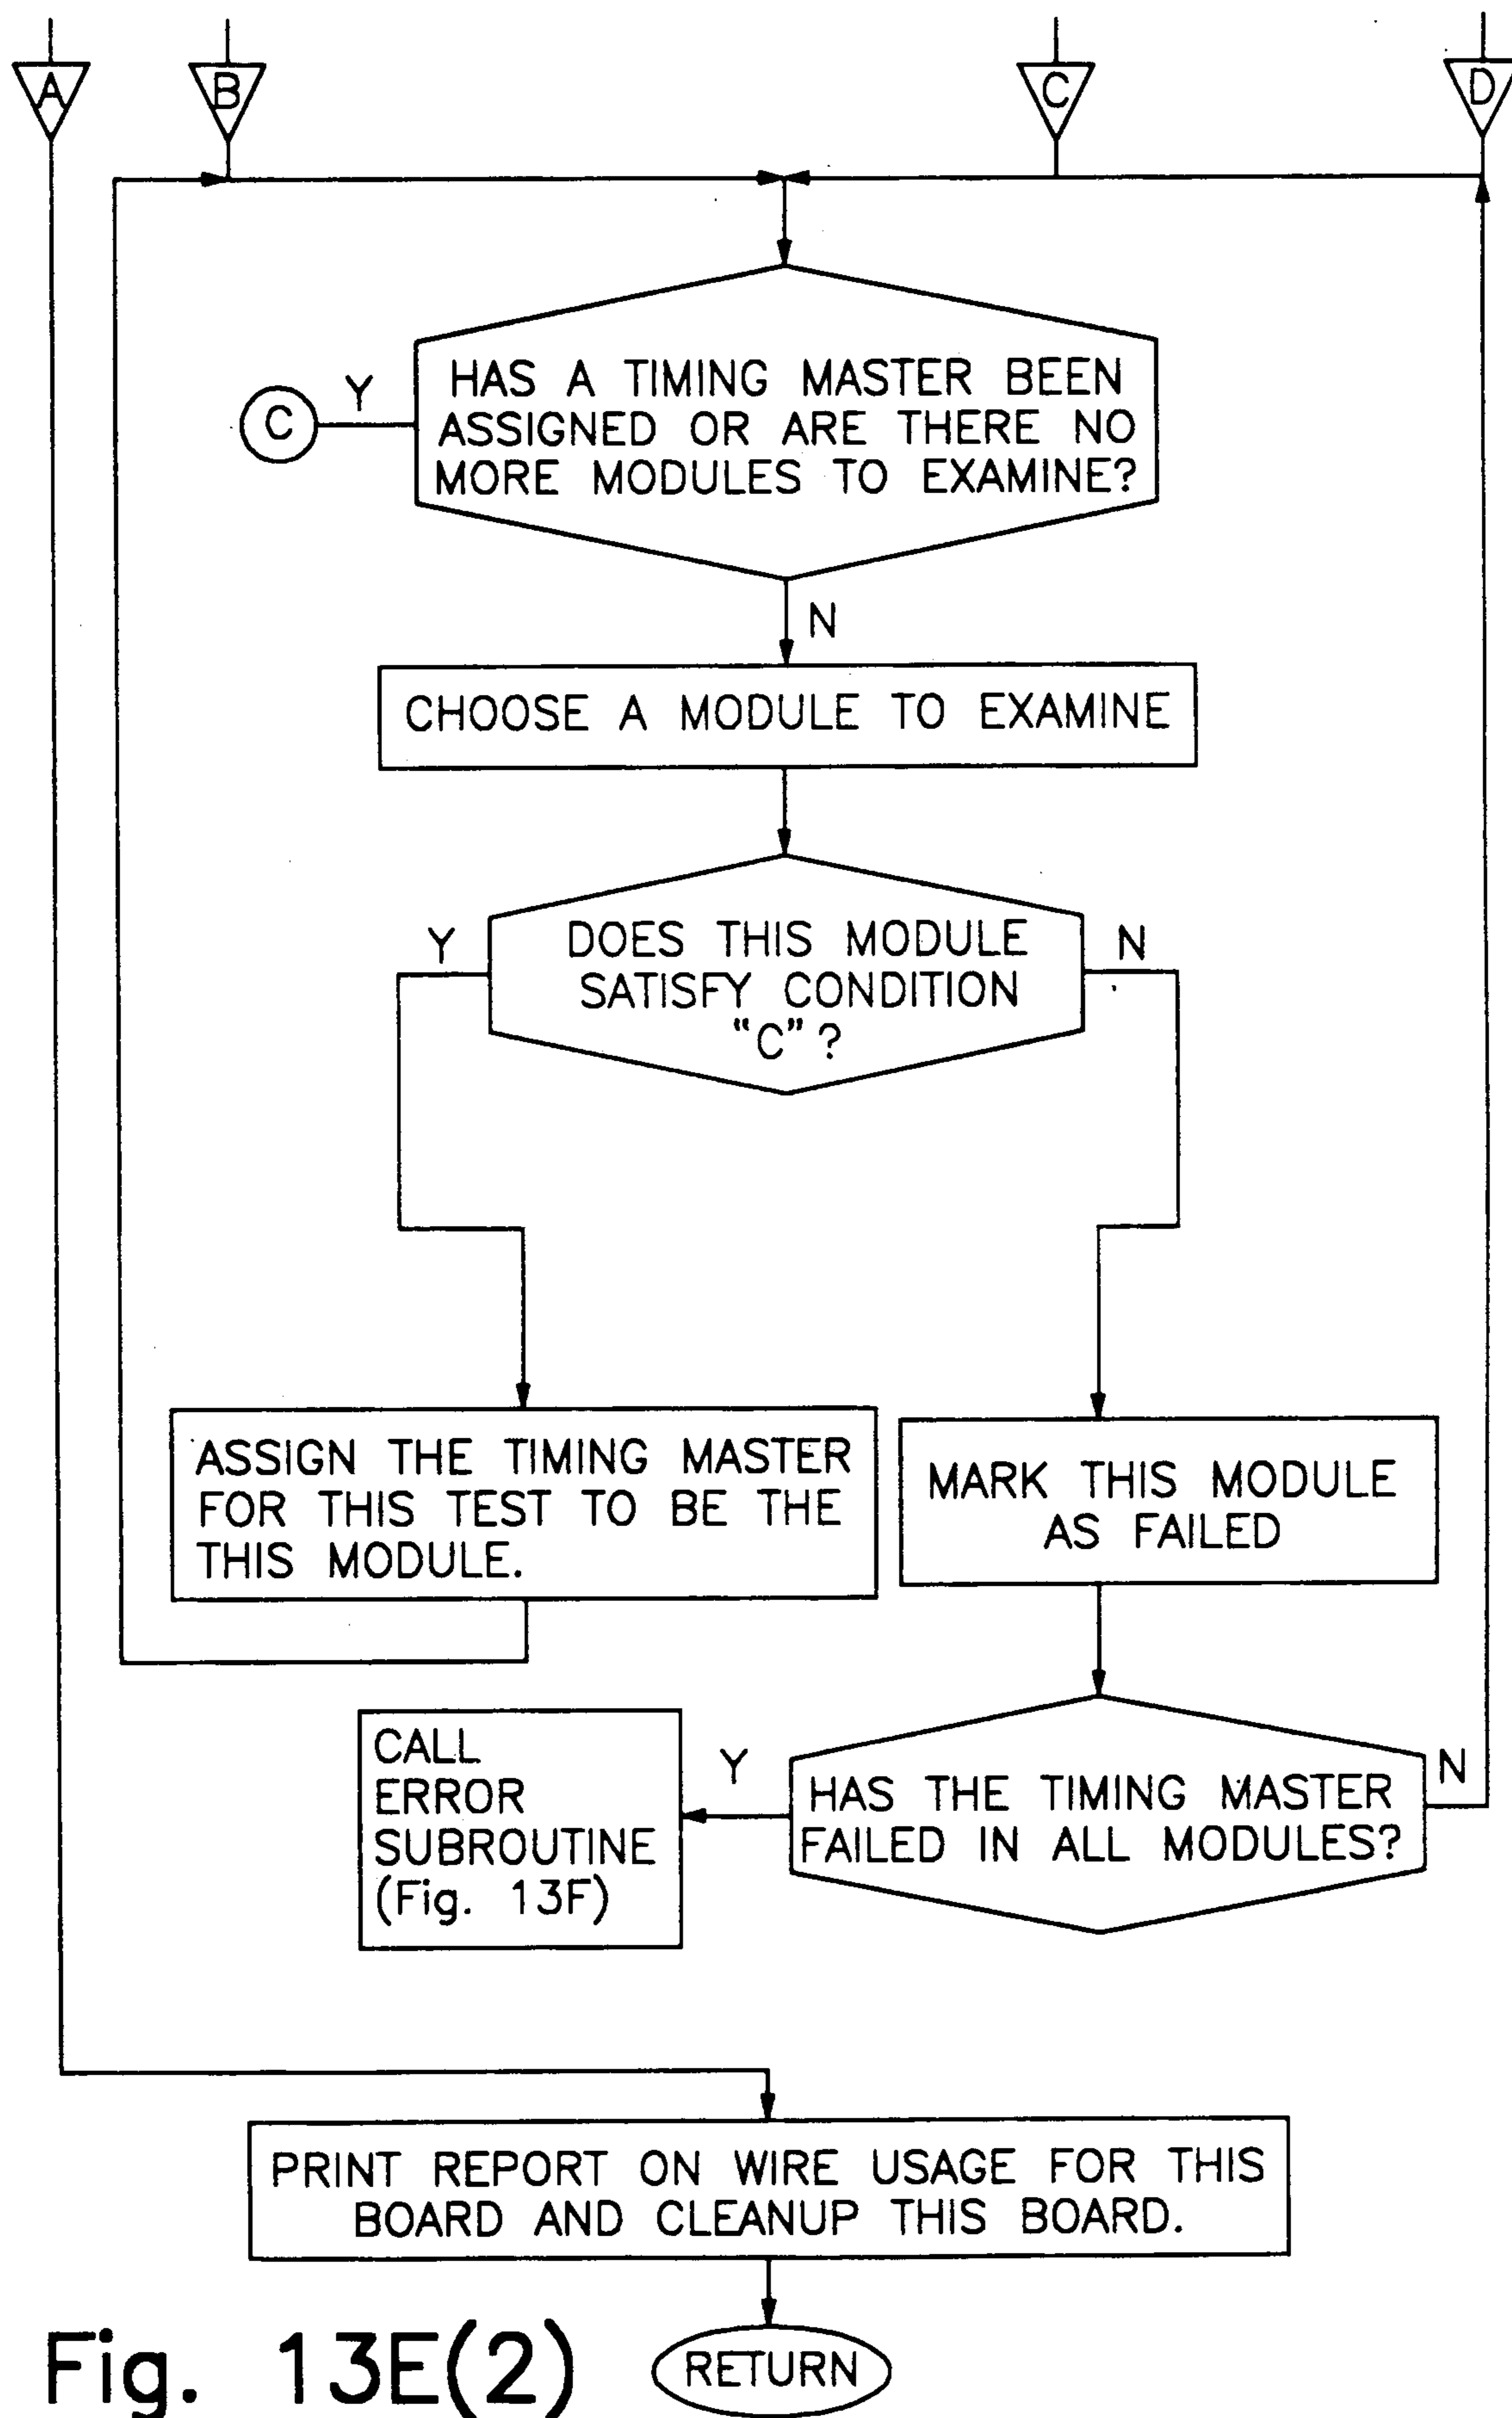 A
B
C
D
HAS A TIMING MASTER BEEN
ASSIGNED OR ARE THERE NO
MORE MODULES TO EXAMINE?
Y
C
N
CHOOSE A MODULE TO EXAMINE
DOES THIS MODULE
SATISFY CONDITION
"C"?
Y
N
ASSIGN THE TIMING MASTER
FOR THIS TEST TO BE THE
THIS MODULE.
MARK THIS MODULE
AS FAILED
CALL
ERROR
SUBROUTINE
(Fig. 13F)
Y
HAS THE TIMING MASTER
FAILED IN ALL MODULES?
N
PRINT REPORT ON WIRE USAGE FOR THIS
BOARD AND CLEANUP THIS BOARD.
RETURN
Fig. 13E(2)